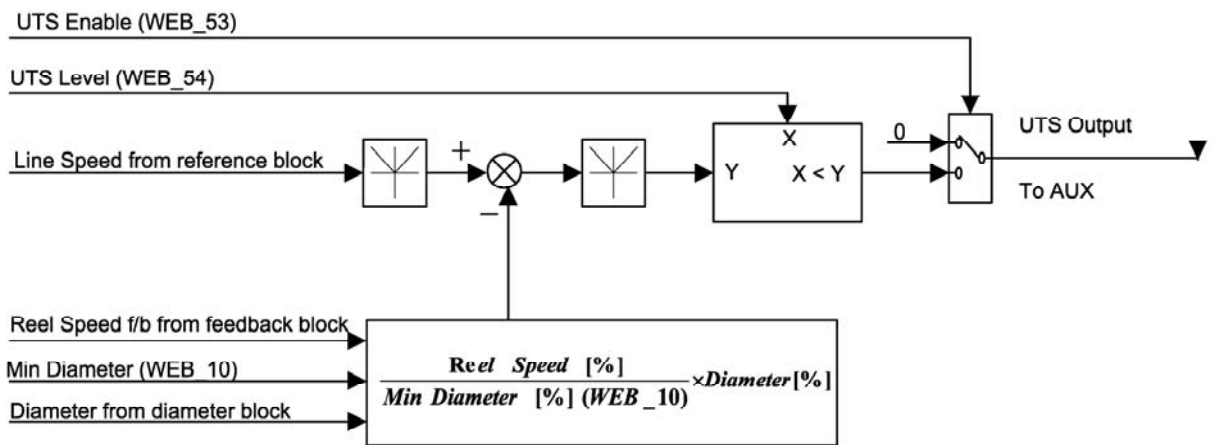 UTS Enable (WEB_53)
UTS Level (WEB_54)
Line Speed from reference block
+
−
X
Y
X < Y
0
UTS Output
To AUX
Reel Speed f/b from feedback block
Min Diameter (WEB_10)
Diameter from diameter block
Reel Speed [%]
Min Diameter [%] (WEB_10)
×Diameter[%]